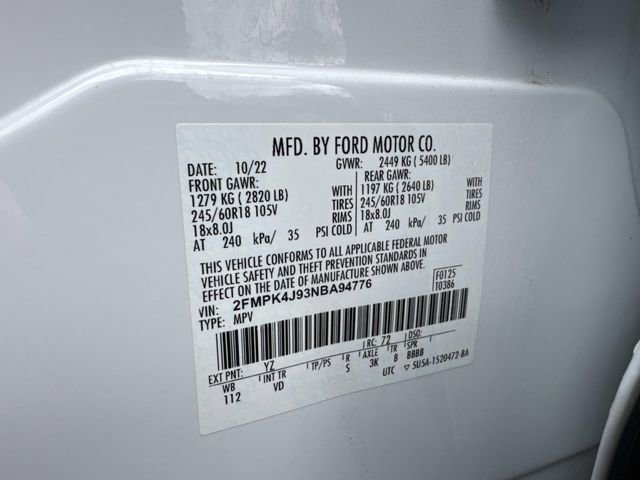 MFD. BY FORD MOTOR CO.
DATE: 10/22 GVWR: 2449 KG ( 5400 LB)
FRONT GAWR: REAR GAWR:
1279 KG ( 2820 LB) WITH 1197 KG ( 2640 LB) WITH
245/60R18 105V TIRES 245/60R18 105V TIRES
18x8.0J RIMS 18x8.0J RIMS
AT 240 kPa/ 35 PSI COLD AT 240 kPa/ 35 PSI COLD
THIS VEHICLE CONFORMS TO ALL APPLICABLE FEDERAL MOTOR
VEHICLE SAFETY AND THEFT PREVENTION STANDARDS IN
EFFECT ON THE DATE OF MANUFACTURE SHOWN ABOVE. F0125
VIN: 2FMPK4J93NBA94776 T0386
TYPE: MPV
RC: 72 DSO:
EXT PNT: YZ
WB INT TR TP/PS R AXLE TR SPR
112 VD S 3K 8 BBBB
UTC ▽ 5U5A-1520472-BA